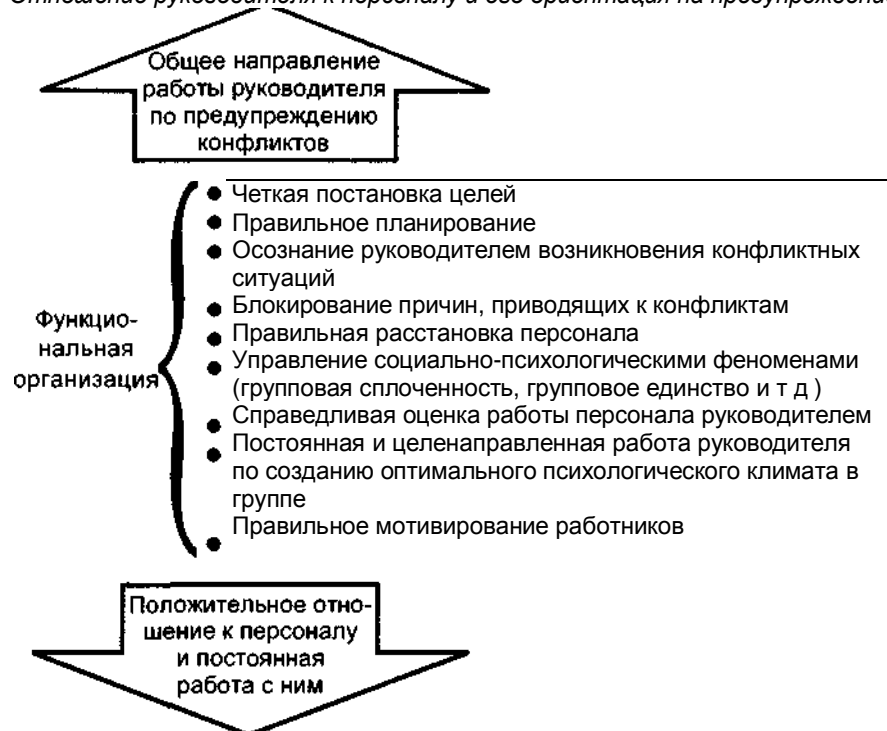 Отношение руководителя к персоналу и его ориентация на предупреждени
Общее направление
работы руководителя
по предупреждению
конфликтов
● Четкая постановка целей
● Правильное планирование
● Осознание руководителем возникновения конфликтных
ситуаций
● Блокирование причин, приводящих к конфликтам
● Правильная расстановка персонала
● Управление социально-психологическими феноменами
(групповая сплоченность, групповое единство и т д )
● Справедливая оценка работы персонала руководителем
● Постоянная и целенаправленная работа руководителя
по созданию оптимального психологического климата в
группе
● Правильное мотивирование работников
Функцио-
нальная
организация
Положительное отно-
шение к персоналу
и постоянная
работа с ним